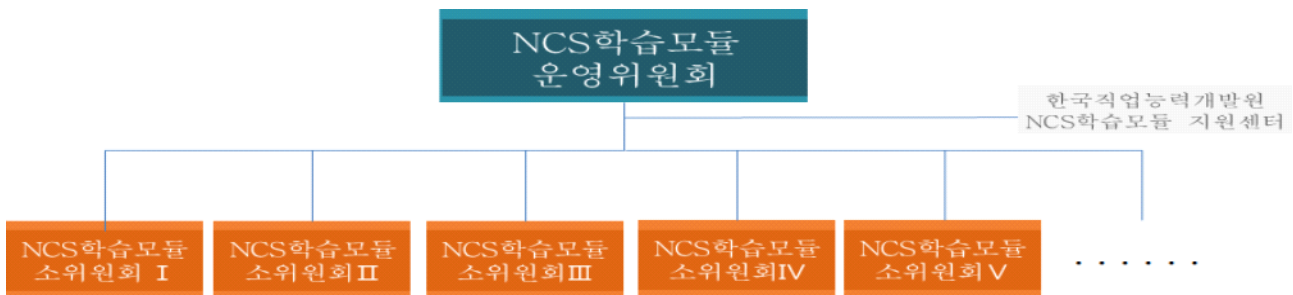 NCS학습모듈
운영위원회
한국직업능력개발원
NCS학습모듈 지원센터
NCS학습모듈
소위원회 Ⅰ
NCS학습모듈
소위원회Ⅱ
NCS학습모듈
소위원회Ⅲ
NCS학습모듈
소위원회Ⅳ
NCS학습모듈
소위원회Ⅴ
· · · · · ·